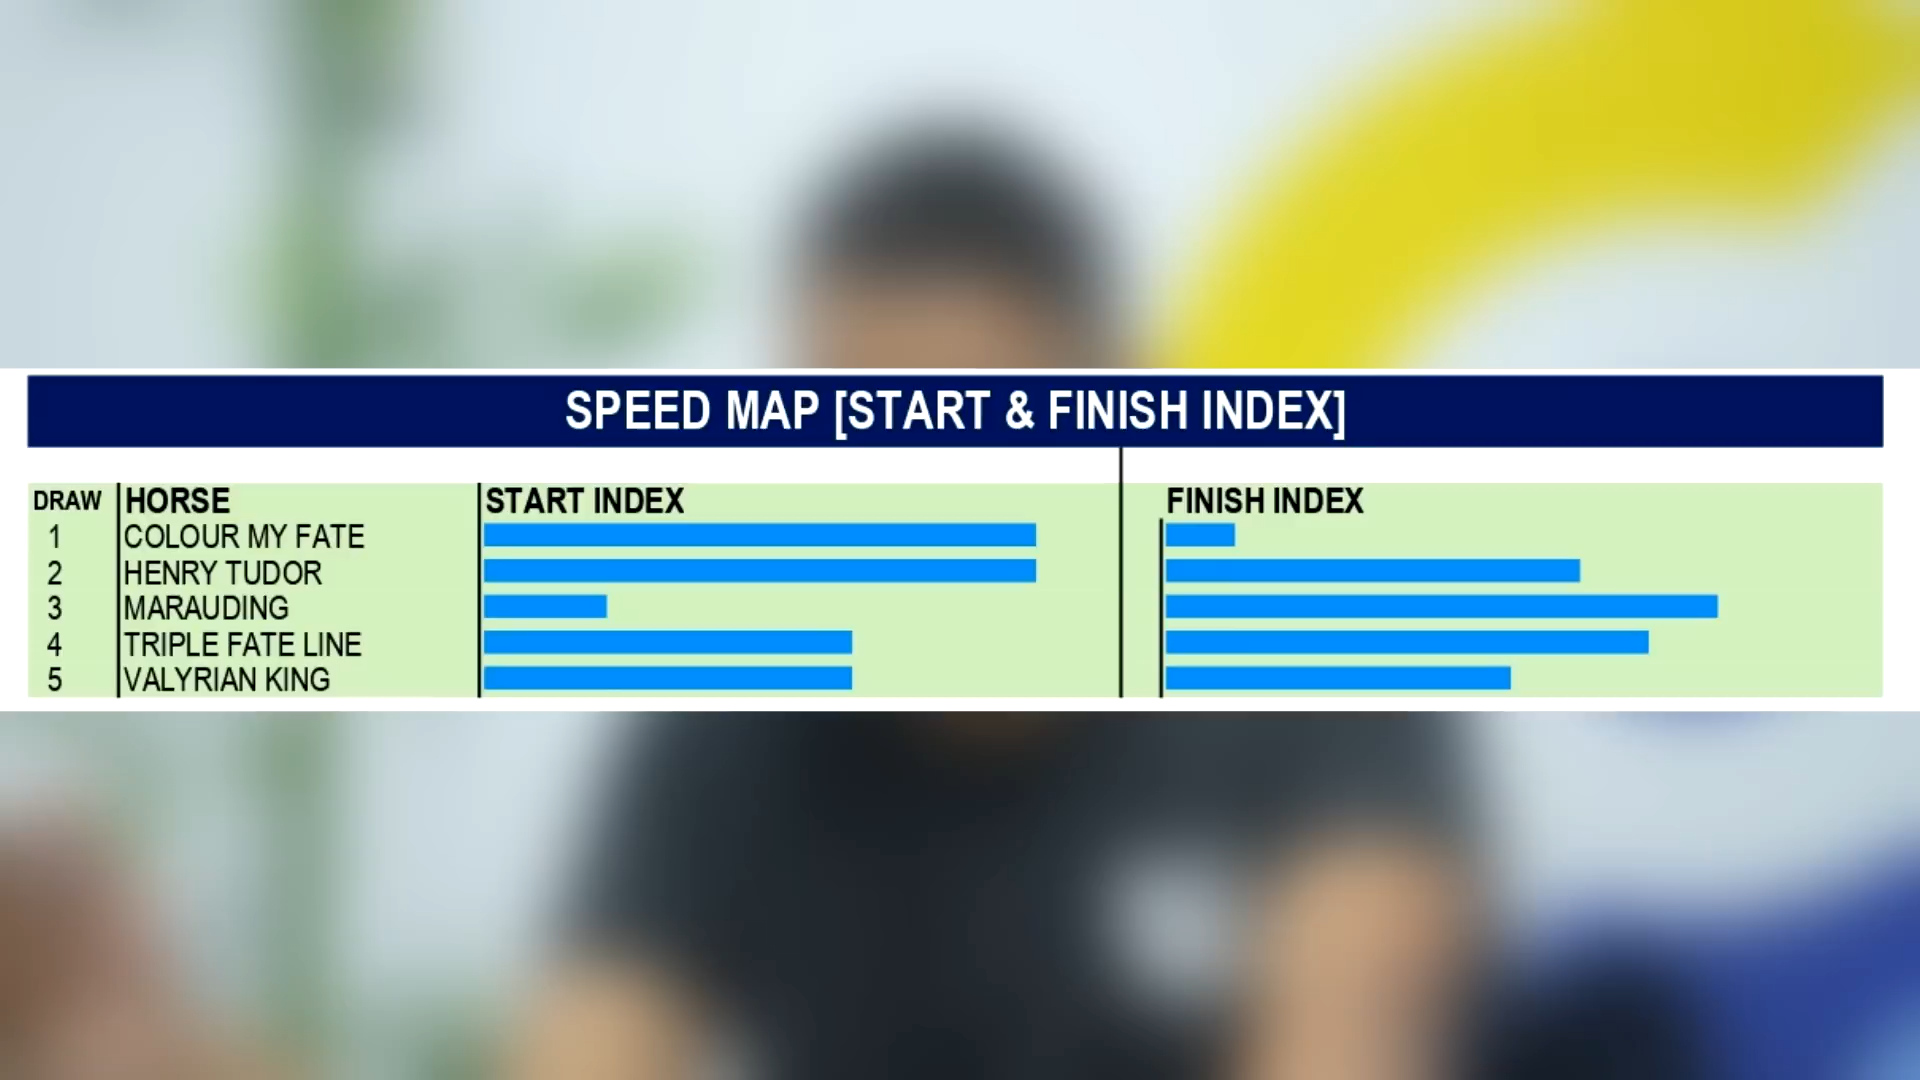 SPEED MAP [START & FINISH INDEX]
DRAW HORSE START INDEX FINISH INDEX
1 COLOUR MY FATE
2 HENRY TUDOR
3 MARAUDING
4 TRIPLE FATE LINE
5 VALYRIAN KING